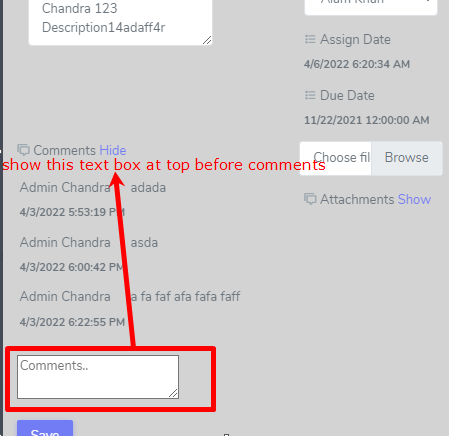 Chandra 123
Description14adaff4r
Assign Date
4/6/2022 6:20:34 AM
Due Date
11/22/2021 12:00:00 AM
Comments Hide
show this text box at top before comments
Choose fil Browse
Admin Chandra a adada
4/3/2022 5:53:19 PM
Attachments Show
Admin Chandra asda
4/3/2022 6:00:42 PM
Admin Chandra a fa faf afa fafa faff
4/3/2022 6:22:55 PM
Comments..
Save